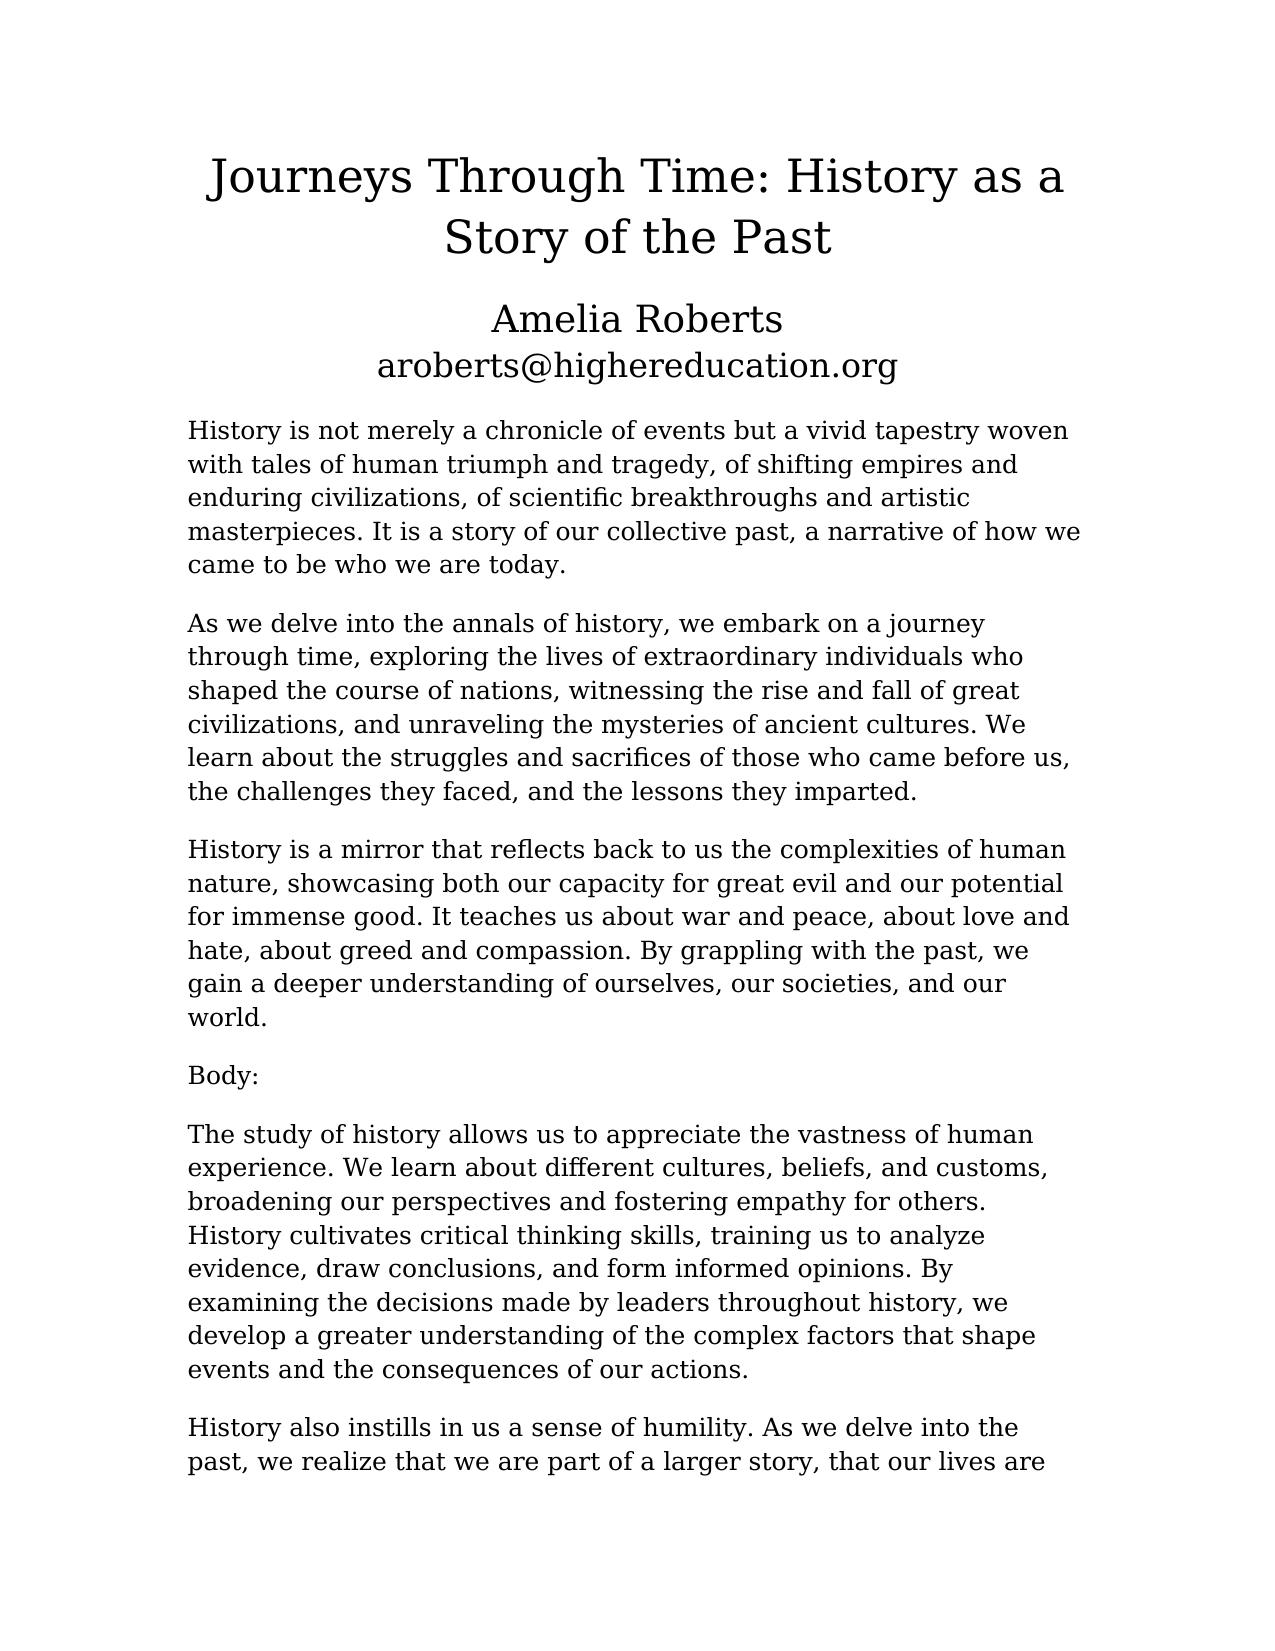 Journeys Through Time: History as a
Story of the Past
Amelia Roberts
aroberts@highereducation.org
History is not merely a chronicle of events but a vivid tapestry woven
with tales of human triumph and tragedy, of shifting empires and
enduring civilizations, of scientific breakthroughs and artistic
masterpieces. It is a story of our collective past, a narrative of how we
came to be who we are today.
As we delve into the annals of history, we embark on a journey
through time, exploring the lives of extraordinary individuals who
shaped the course of nations, witnessing the rise and fall of great
civilizations, and unraveling the mysteries of ancient cultures. We
learn about the struggles and sacrifices of those who came before us,
the challenges they faced, and the lessons they imparted.
History is a mirror that reflects back to us the complexities of human
nature, showcasing both our capacity for great evil and our potential
for immense good. It teaches us about war and peace, about love and
hate, about greed and compassion. By grappling with the past, we
gain a deeper understanding of ourselves, our societies, and our
world.
Body:
The study of history allows us to appreciate the vastness of human
experience. We learn about different cultures, beliefs, and customs,
broadening our perspectives and fostering empathy for others.
History cultivates critical thinking skills, training us to analyze
evidence, draw conclusions, and form informed opinions. By
examining the decisions made by leaders throughout history, we
develop a greater understanding of the complex factors that shape
events and the consequences of our actions.
History also instills in us a sense of humility. As we delve into the
past, we realize that we are part of a larger story, that our lives are